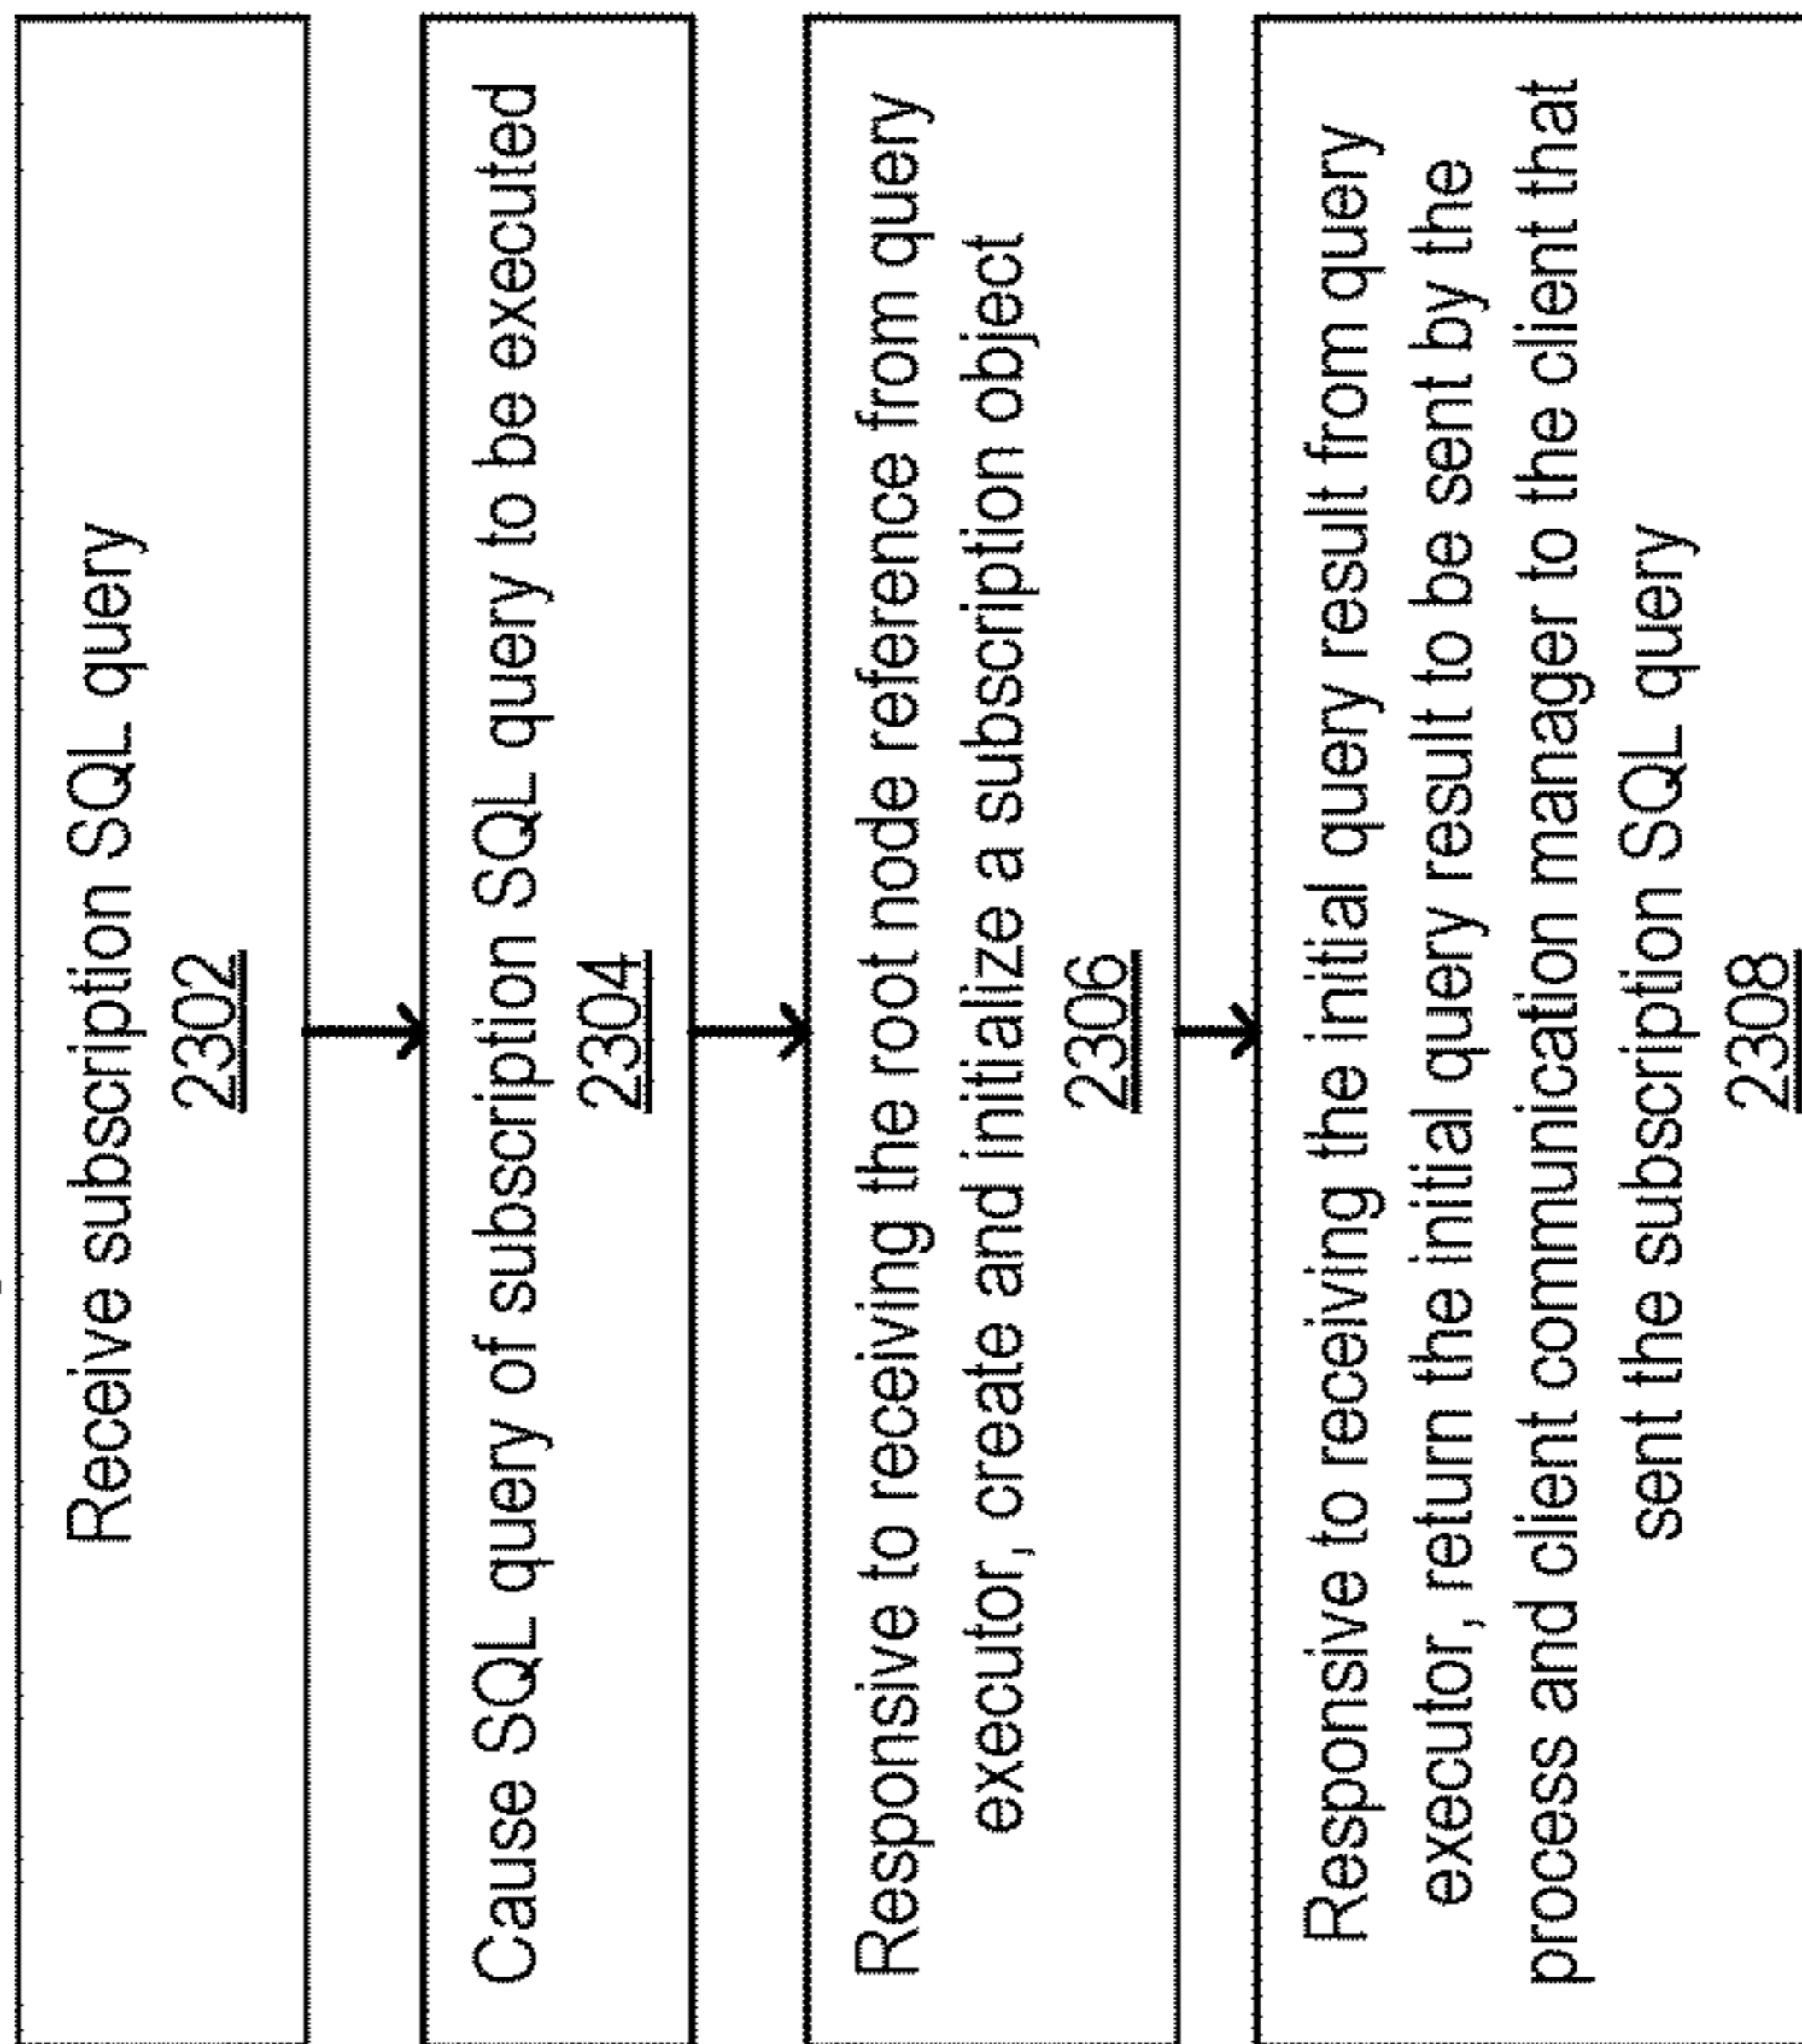 Receive subscription SQL query
2302
Cause SQL query of subscription SQL query to be executed
2304
Responsive to receiving the root node reference from query
executor, create and initialize a subscription object
2306
Responsive to receiving the initial query result from query
executor, return the initial query result to be sent by the
process and client communication manager to the client that
sent the subscription SQL query
2308